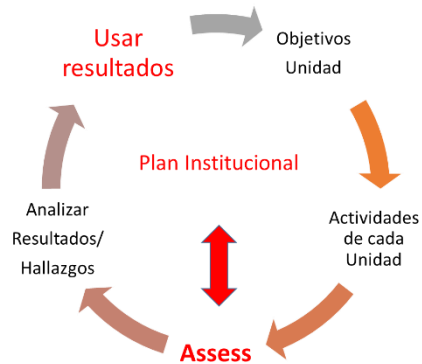 Usar
resultados
Objetivos
Unidad
Plan Institucional
Analizar
Resultados/
Hallazgos
Actividades
de cada
Unidad
Assess